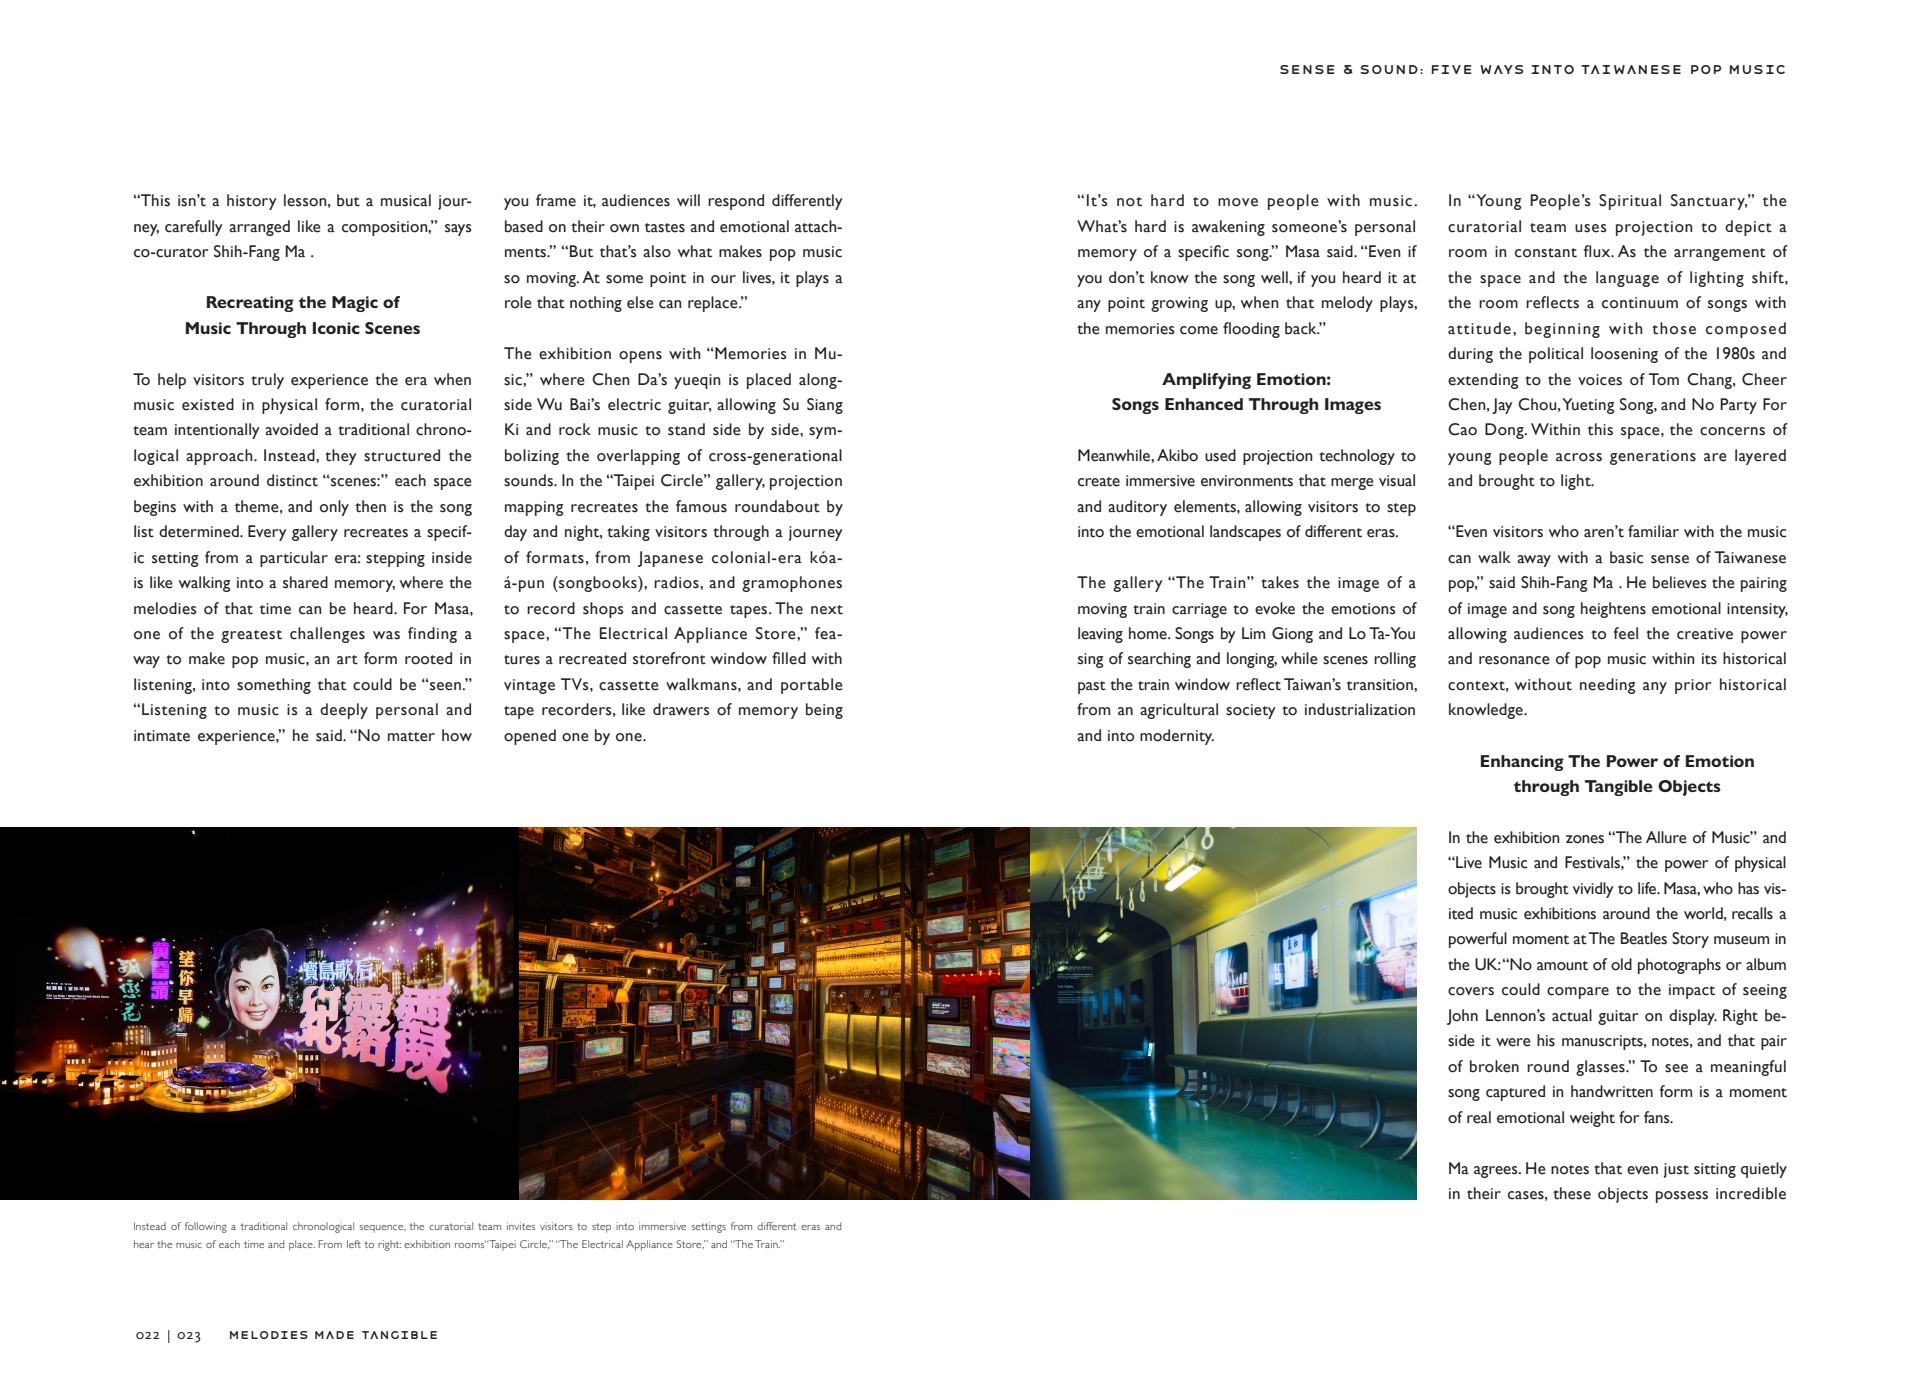 SENSE & SOUND: FIVE WAYS INTO TAIWANESE POP MUSIC
“This isn’t a history lesson, but a musical jour-
ney, carefully arranged like a composition,” says
co-curator Shih-Fang Ma .
Recreating the Magic of
Music Through Iconic Scenes
To help visitors truly experience the era when
music existed in physical form, the curatorial
team intentionally avoided a traditional chrono-
logical approach. Instead, they structured the
exhibition around distinct “scenes:” each space
begins with a theme, and only then is the song
list determined. Every gallery recreates a specif-
ic setting from a particular era: stepping inside
is like walking into a shared memory, where the
melodies of that time can be heard. For Masa,
one of the greatest challenges was finding a
way to make pop music, an art form rooted in
listening, into something that could be “seen.”
“Listening to music is a deeply personal and
intimate experience,” he said. “No matter how
you frame it, audiences will respond differently
based on their own tastes and emotional attach-
ments.” “But that’s also what makes pop music
so moving. At some point in our lives, it plays a
role that nothing else can replace.”
The exhibition opens with “Memories in Mu-
sic,” where Chen Da’s yueqin is placed along-
side Wu Bai’s electric guitar, allowing Su Siang
Ki and rock music to stand side by side, sym-
bolizing the overlapping of cross-generational
sounds. In the “Taipei Circle” gallery, projection
mapping recreates the famous roundabout by
day and night, taking visitors through a journey
of formats, from Japanese colonial-era kóa-
á-pun (songbooks), radios, and gramophones
to record shops and cassette tapes. The next
space, “The Electrical Appliance Store,” fea-
tures a recreated storefront window filled with
vintage TVs, cassette walkmans, and portable
tape recorders, like drawers of memory being
opened one by one.
“It’s not hard to move people with music.
What’s hard is awakening someone’s personal
memory of a specific song.” Masa said. “Even if
you don’t know the song well, if you heard it at
any point growing up, when that melody plays,
the memories come flooding back.”
Amplifying Emotion:
Songs Enhanced Through Images
Meanwhile, Akibo used projection technology to
create immersive environments that merge visual
and auditory elements, allowing visitors to step
into the emotional landscapes of different eras.
The gallery “The Train” takes the image of a
moving train carriage to evoke the emotions of
leaving home. Songs by Lim Giong and Lo Ta-You
sing of searching and longing, while scenes rolling
past the train window reflect Taiwan’s transition,
from an agricultural society to industrialization
and into modernity.
In “Young People’s Spiritual Sanctuary,” the
curatorial team uses projection to depict a
room in constant flux. As the arrangement of
the space and the language of lighting shift,
the room reflects a continuum of songs with
attitude, beginning with those composed
during the political loosening of the 1980s and
extending to the voices of Tom Chang, Cheer
Chen, Jay Chou, Yueting Song, and No Party For
Cao Dong. Within this space, the concerns of
young people across generations are layered
and brought to light.
“Even visitors who aren’t familiar with the music
can walk away with a basic sense of Taiwanese
pop,” said Shih-Fang Ma . He believes the pairing
of image and song heightens emotional intensity,
allowing audiences to feel the creative power
and resonance of pop music within its historical
context, without needing any prior historical
knowledge.
Enhancing The Power of Emotion
through Tangible Objects
In the exhibition zones “The Allure of Music” and
“Live Music and Festivals,” the power of physical
objects is brought vividly to life. Masa, who has vis-
ited music exhibitions around the world, recalls a
powerful moment at The Beatles Story museum in
the UK: “No amount of old photographs or album
covers could compare to the impact of seeing
John Lennon’s actual guitar on display. Right be-
side it were his manuscripts, notes, and that pair
of broken round glasses.” To see a meaningful
song captured in handwritten form is a moment
of real emotional weight for fans.
Ma agrees. He notes that even just sitting quietly
in their cases, these objects possess incredible
孤戀花
黃昏嶺
望你早歸
寶島歌后
紀露霞
THE TRAIN
Instead of following a traditional chronological sequence, the curatorial team invites visitors to step into immersive settings from different eras and
hear the music of each time and place. From left to right: exhibition rooms “Taipei Circle,” “The Electrical Appliance Store,” and “The Train.”
022 | 023 MELODIES MADE TANGIBLE